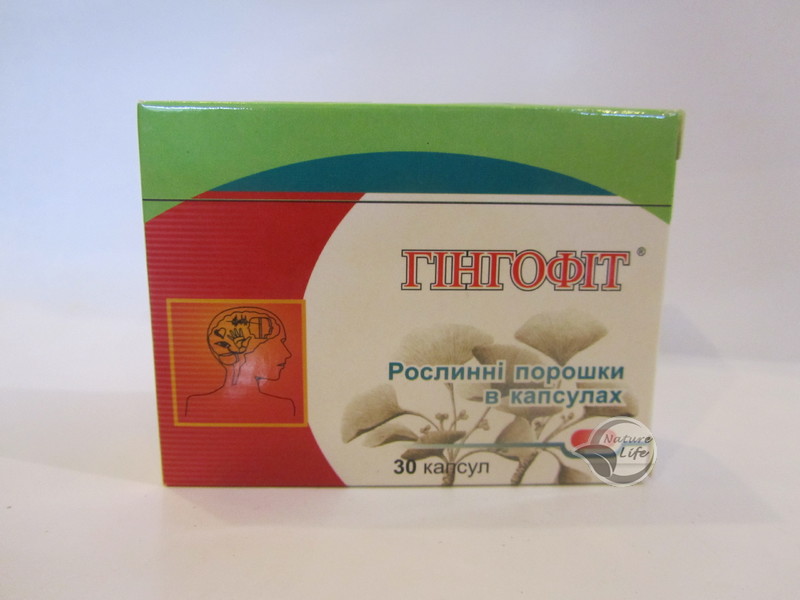 ГІНГОФІТ®
Рослинні порошки
в капсулах
30 капсул
Nature
Life